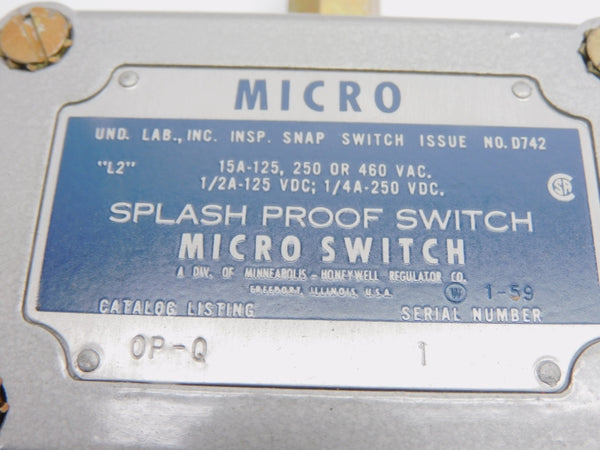 MICRO
UND. LAB., INC. INSP. SNAP SWITCH ISSUE NO. D742
"L2" 15A-125, 250 OR 460 VAC.
1/2A-125 VDC; 1/4A-250 VDC.
SA
SPLASH PROOF SWITCH
MICRO SWITCH
A DIV. OF MINNEAPOLIS-HONEYWELL REGULATOR CO.
FREEPORT, ILLINOIS, U.S.A.
1-59
CATALOG LISTING SERIAL NUMBER
OP-Q 1